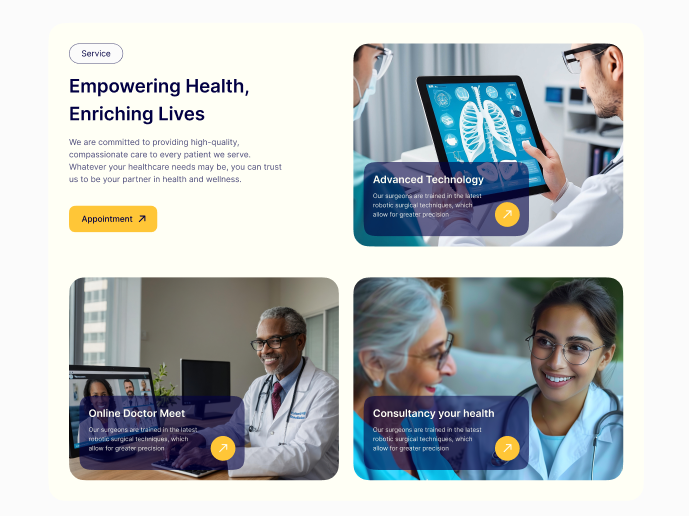 Service
Empowering Health,
Enriching Lives
We are committed to providing high-quality,
compassionate care to every patient we serve.
Whatever your healthcare needs may be, you can trust
us to be your partner in health and wellness.
Appointment
Advanced Technology
Our surgeons are trained in the latest
robotic surgical techniques, which
allow for greater precision
Online Doctor Meet
Our surgeons are trained in the latest
robotic surgical techniques, which
allow for greater precision
Consultancy your health
Our surgeons are trained in the latest
robotic surgical techniques, which
allow for greater precision